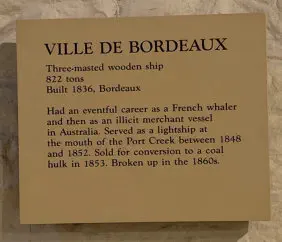 VILLE DE BORDEAUX
Three-masted wooden ship
822 tons
Built 1836, Bordeaux
Had an eventful career as a French whaler
and then as an illicit merchant vessel
in Australia. Served as a lightship at
the mouth of the Port Creek between 1848
and 1852. Sold for conversion to a coal
hulk in 1853. Broken up in the 1860s.